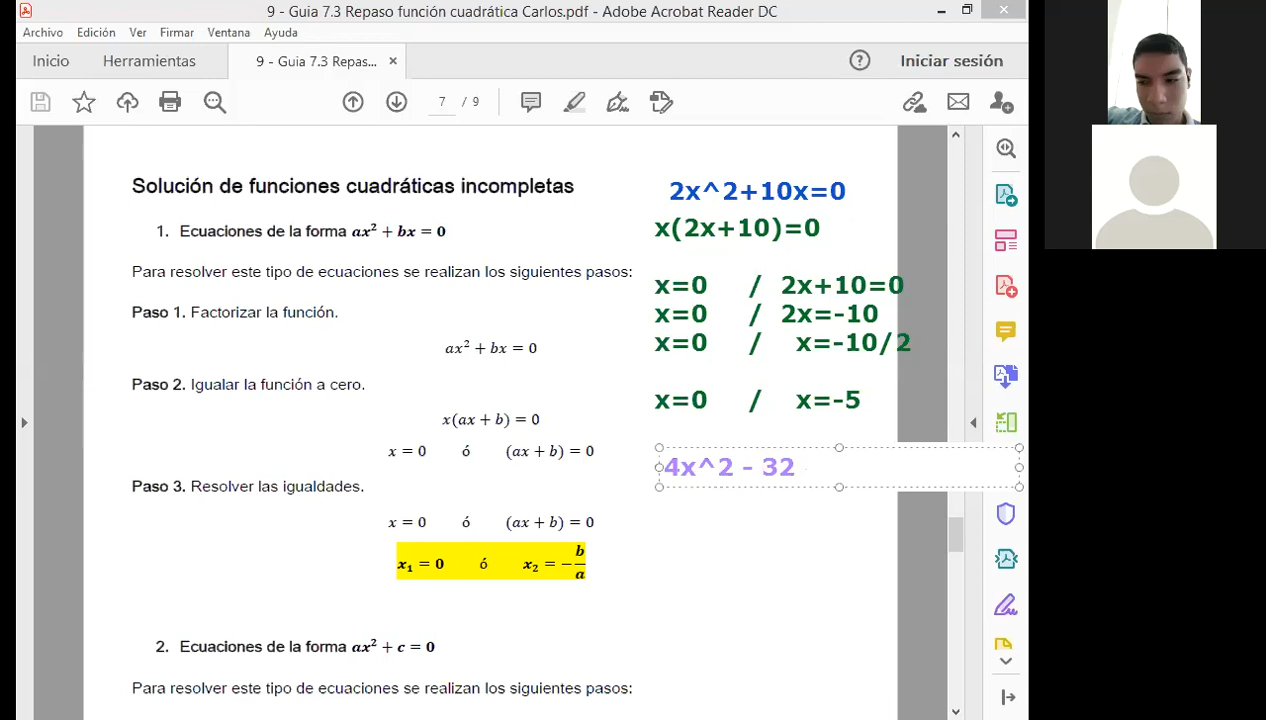 9 - Guia 7.3 Repaso función cuadrática Carlos.pdf - Adobe Acrobat Reader DC
Archivo Edición Ver Firmar Ventana Ayuda
Inicio Herramientas 9 - Guia 7.3 Repas... × Iniciar sesión
7 / 9
Solución de funciones cuadráticas incompletas
1. Ecuaciones de la forma ax² + bx = 0
Para resolver este tipo de ecuaciones se realizan los siguientes pasos:
Paso 1. Factorizar la función.
ax² + bx = 0
Paso 2. Igualar la función a cero.
x(ax + b) = 0
x = 0 ó (ax + b) = 0
Paso 3. Resolver las igualdades.
x = 0 ó (ax + b) = 0
x₁ = 0 ó x₂ = −b/a
2. Ecuaciones de la forma ax² + c = 0
Para resolver este tipo de ecuaciones se realizan los siguientes pasos:
2x^2+10x=0
x(2x+10)=0
x=0 / 2x+10=0
x=0 / 2x=-10
x=0 / x=-10/2
x=0 / x=-5
4x^2 - 32